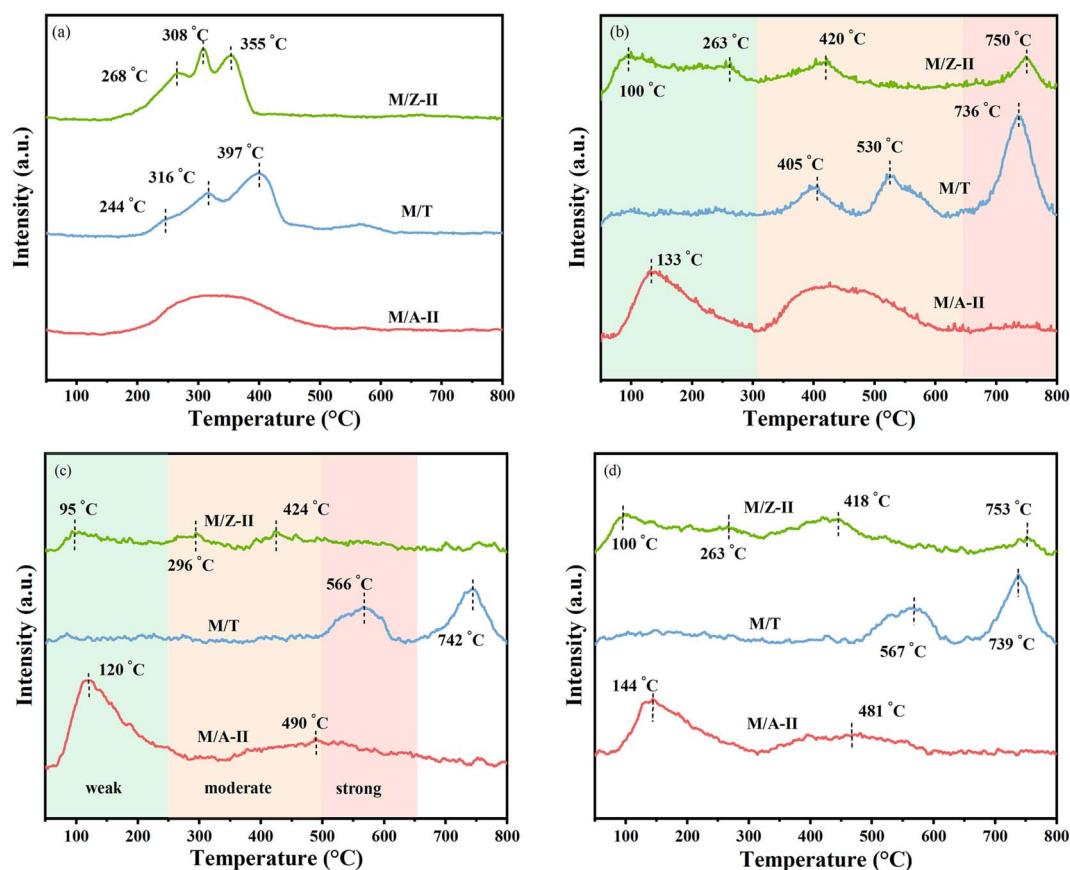 (a)
308 °C
355 °C
268 °C
M/Z-II
397 °C
316 °C
244 °C
M/T
M/A-II
Intensity (a.u.)
100 200 300 400 500 600 700 800
Temperature (°C)
(b)
263 °C
420 °C
750 °C
M/Z-II
100 °C
736 °C
530 °C
405 °C
M/T
133 °C
M/A-II
Intensity (a.u.)
100 200 300 400 500 600 700 800
Temperature (°C)
(c)
95 °C
424 °C
M/Z-II
296 °C
566 °C
M/T
742 °C
120 °C
490 °C
M/A-II
weak moderate strong
Intensity (a.u.)
100 200 300 400 500 600 700 800
Temperature (°C)
(d)
418 °C
753 °C
M/Z-II
100 °C
263 °C
M/T
567 °C
739 °C
144 °C
481 °C
M/A-II
Intensity (a.u.)
100 200 300 400 500 600 700 800
Temperature (°C)